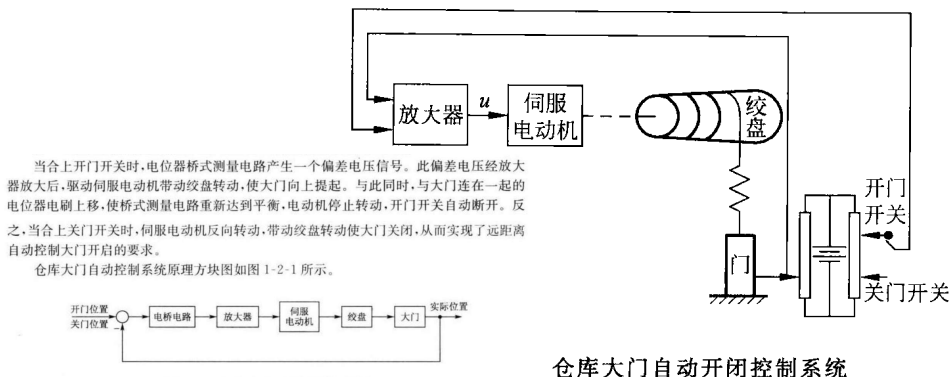 放大器
u
伺服
电动机
绞盘
开门
开关
门
关门开关
仓库大门自动开闭控制系统
当合上开门开关时,电位器桥式测量电路产生一个偏差电压信号。此偏差电压经放大
器放大后,驱动伺服电动机带动绞盘转动,使大门向上提起。与此同时,与大门连在一起的
电位器电刷上移,使桥式测量电路重新达到平衡,电动机停止转动,开门开关自动断开。反
之,当合上关门开关时,伺服电动机反向转动,带动绞盘转动使大门关闭,从而实现了远距离
自动控制大门开启的要求。
仓库大门自动控制系统原理方块图如图 1-2-1 所示。
开门位置
关门位置
电桥电路
放大器
伺服
电动机
绞盘
大门
实际位置